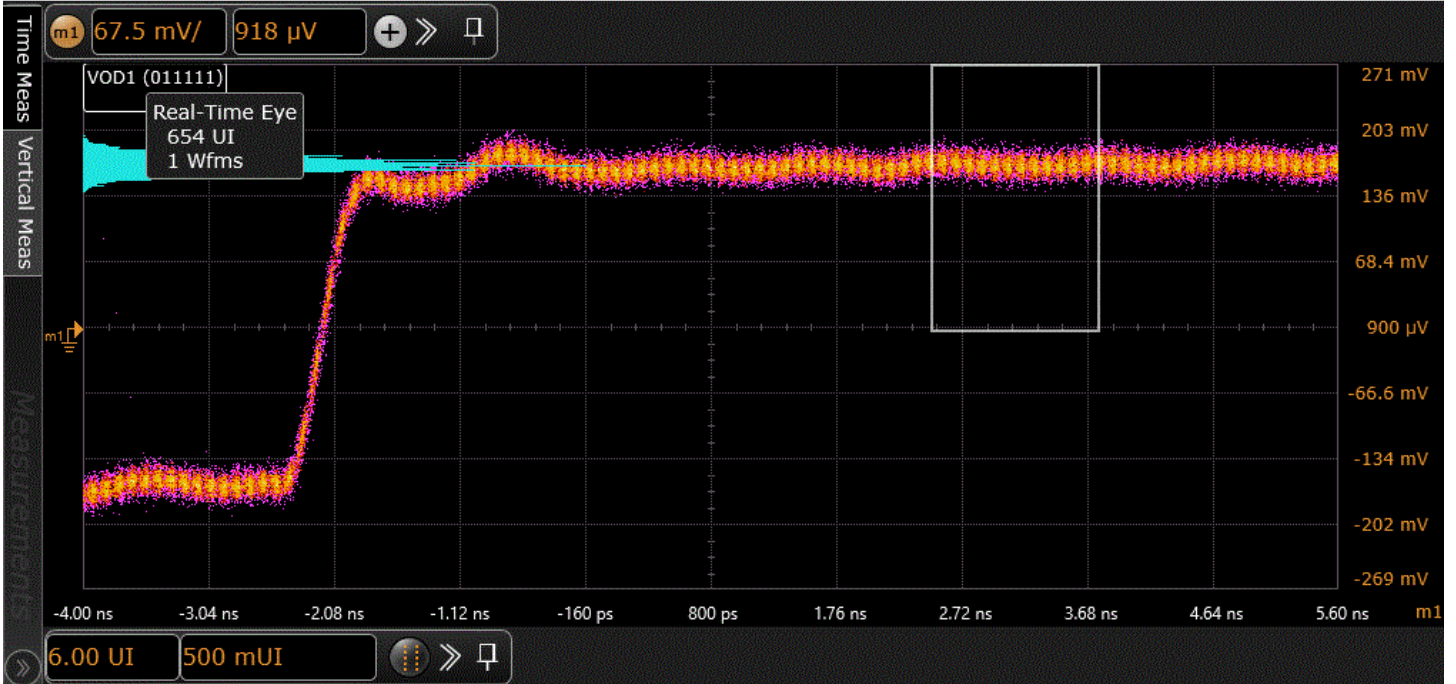 m1 67.5 mV/ 918 µV +
Time Meas
Vertical Meas
Measurements
VOD1 (011111)
Real-Time Eye
654 UI
1 Wfms
271 mV
203 mV
136 mV
68.4 mV
900 µV
-66.6 mV
-134 mV
-202 mV
-269 mV
m1
-4.00 ns -3.04 ns -2.08 ns -1.12 ns -160 ps 800 ps 1.76 ns 2.72 ns 3.68 ns 4.64 ns 5.60 ns m1
6.00 UI 500 mUI